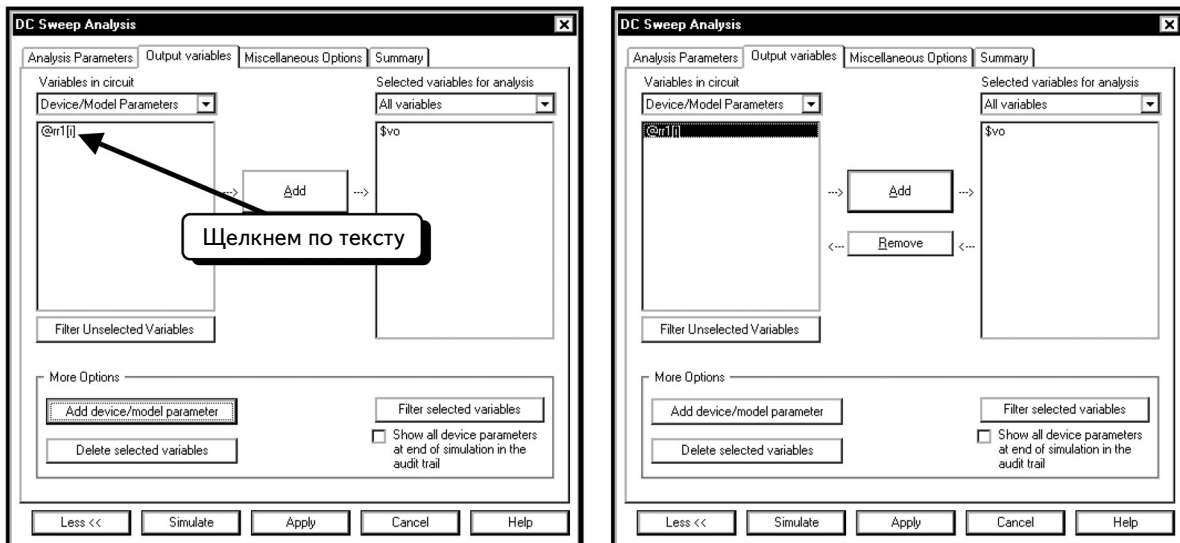 DC Sweep Analysis
Analysis Parameters Output variables Miscellaneous Options Summary
Variables in circuit Selected variables for analysis
Device/Model Parameters All variables
@rr1[i] $vo
---> Add --->
Щелкнем по тексту
Filter Unselected Variables
More Options
Add device/model parameter Filter selected variables
Delete selected variables Show all device parameters
at end of simulation in the
audit trail
Less << Simulate Apply Cancel Help
DC Sweep Analysis
Analysis Parameters Output variables Miscellaneous Options Summary
Variables in circuit Selected variables for analysis
Device/Model Parameters All variables
@rr1[i] $vo
---> Add --->
<--- Remove <---
Filter Unselected Variables
More Options
Add device/model parameter Filter selected variables
Delete selected variables Show all device parameters
at end of simulation in the
audit trail
Less << Simulate Apply Cancel Help